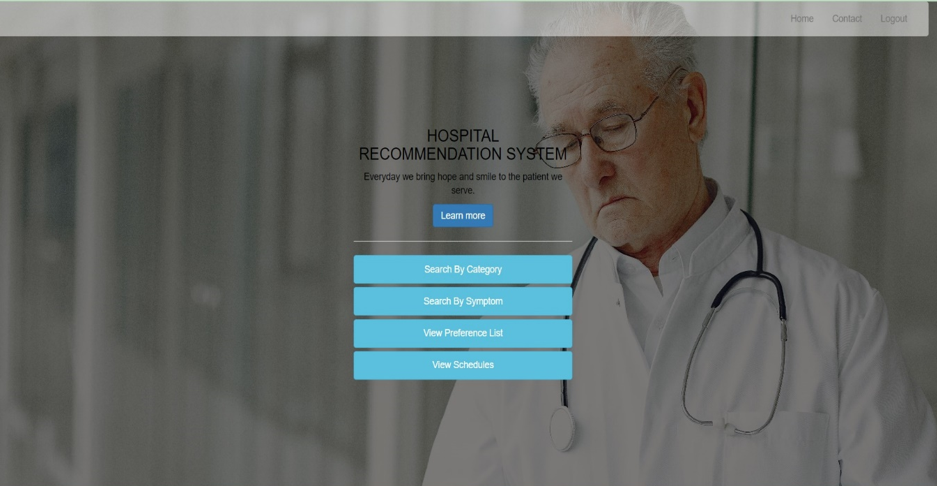 Home Contact Logout
HOSPITAL
RECOMMENDATION SYSTEM
Everyday we bring hope and smile to the patient we
serve.
Learn more
Search By Category
Search By Symptom
View Preference List
View Schedules